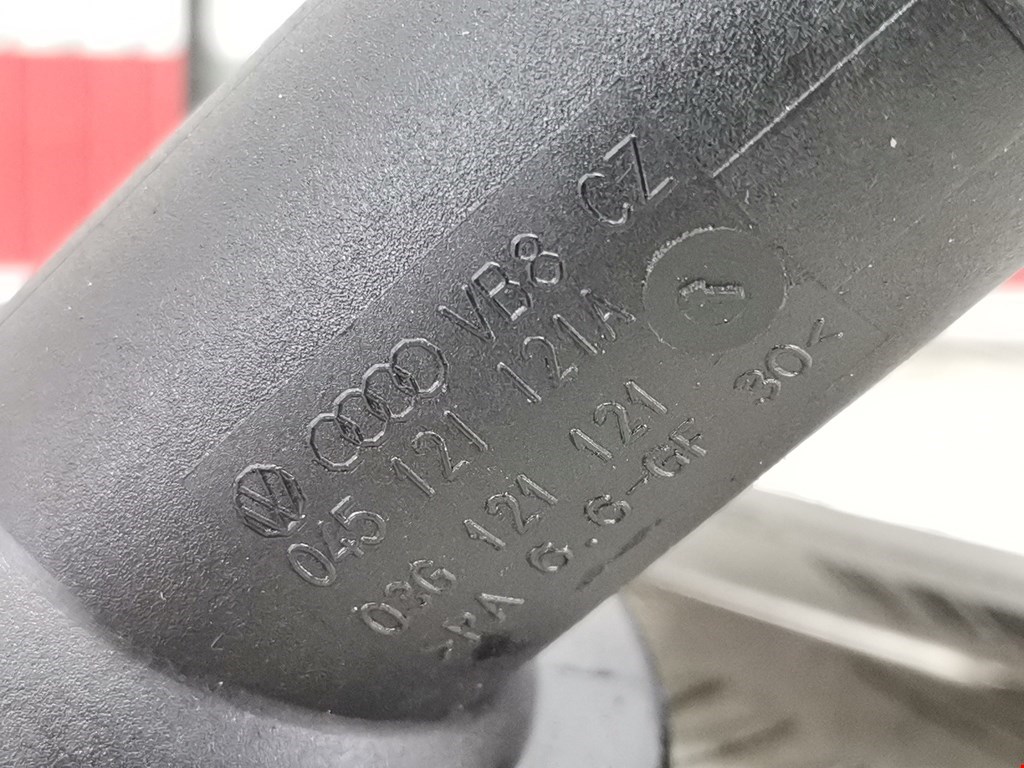 VB8 CZ
045 121 121A
03G 121 121
>PA 6.6-GF 30<